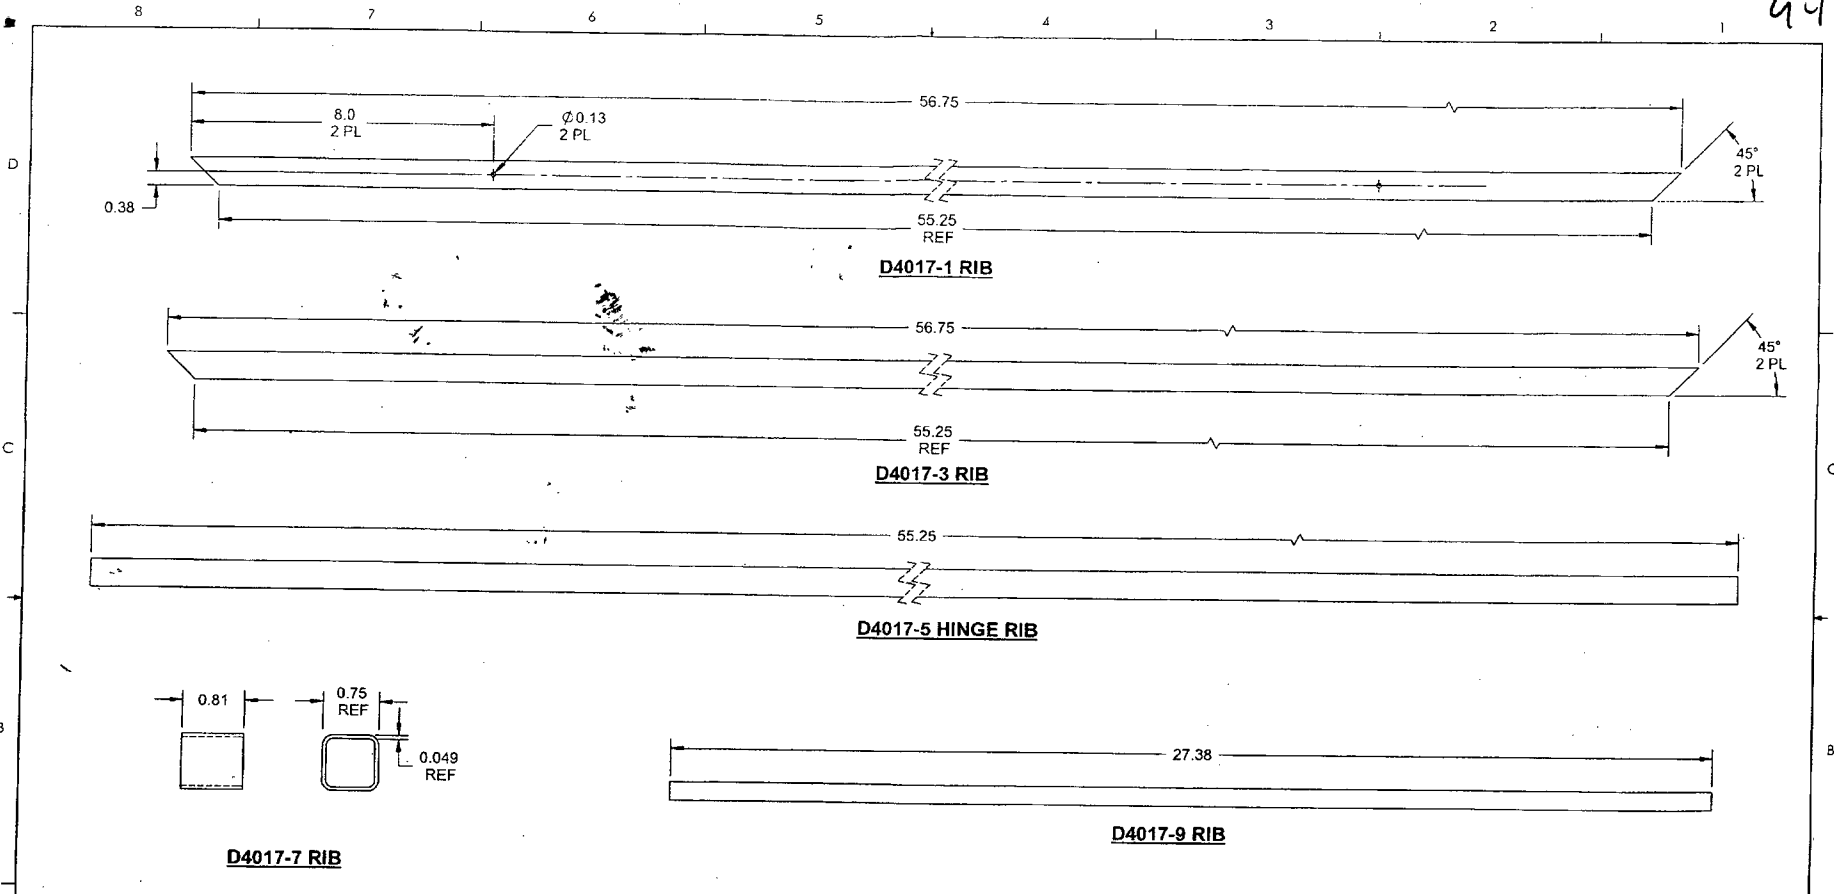 8 7 6 5 4 3 2 1
94
56.75
8.0
2 PL
Ø0.13
2 PL
D
45°
2 PL
0.38
55.25
REF
D4017-1 RIB
56.75
45°
2 PL
C
55.25
REF
D4017-3 RIB
55.25
D4017-5 HINGE RIB
0.81
0.75
REF
0.049
REF
27.38
B
D4017-7 RIB
D4017-9 RIB